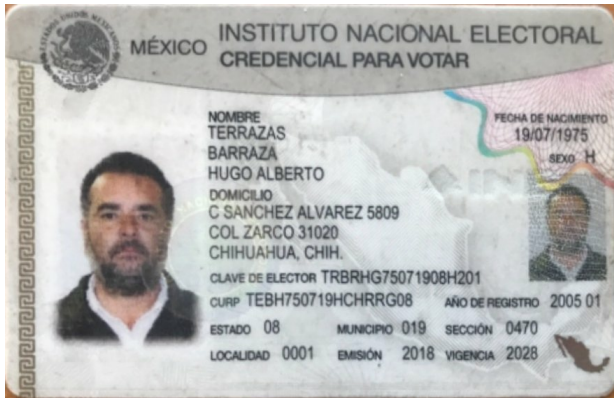 MÉXICO
INSTITUTO NACIONAL ELECTORAL
CREDENCIAL PARA VOTAR
NOMBRE
TERRAZAS
BARRAZA
HUGO ALBERTO
FECHA DE NACIMIENTO
19/07/1975
SEXO H
DOMICILIO
C SANCHEZ ALVAREZ 5809
COL ZARCO 31020
CHIHUAHUA, CHIH.
CLAVE DE ELECTOR TRBRHG75071908H201
CURP TEBH750719HCHRRG08 AÑO DE REGISTRO 2005 01
ESTADO 08 MUNICIPIO 019 SECCIÓN 0470
LOCALIDAD 0001 EMISIÓN 2018 VIGENCIA 2028